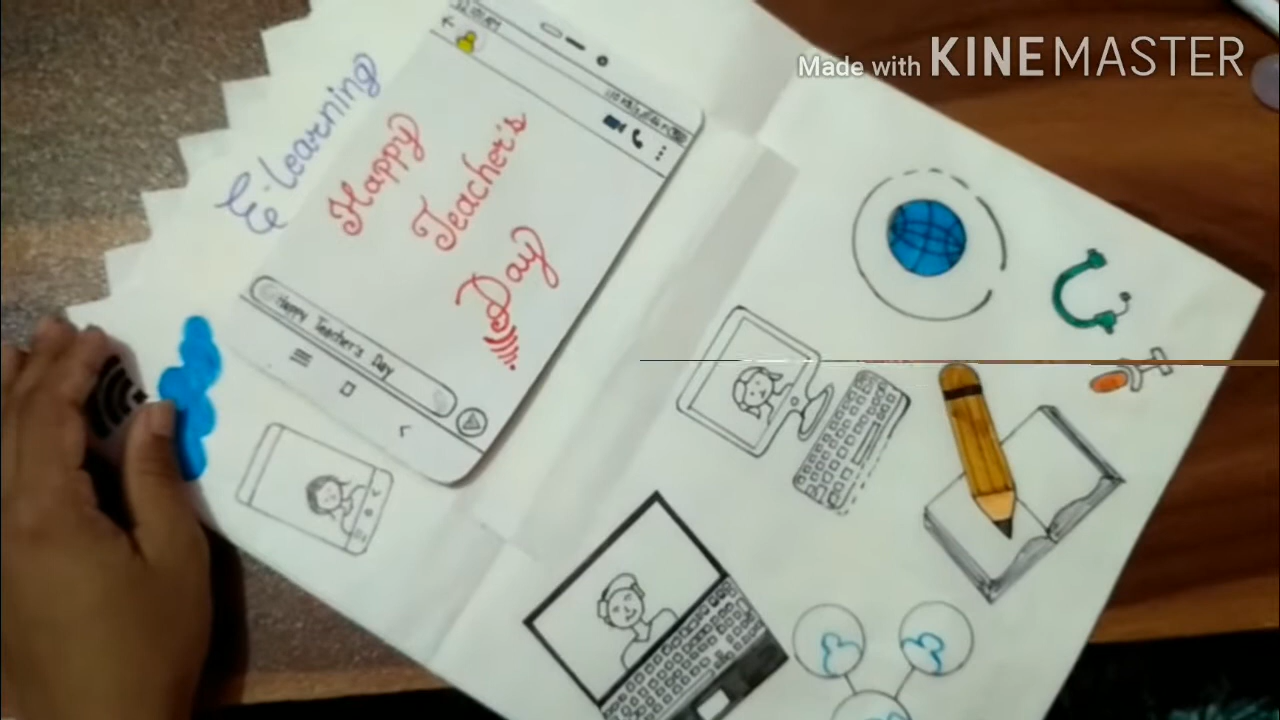 Made with KINEMASTER
E-learning
Happy
Teacher's
Day
Happy Teacher's Day